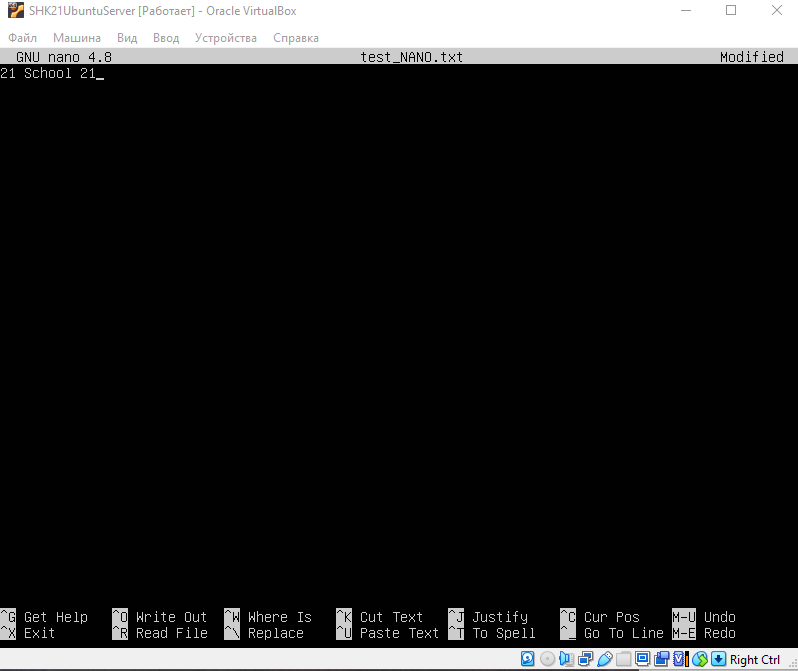 SHK21UbuntuServer [Работает] - Oracle VirtualBox
Файл Машина Вид Ввод Устройства Справка
GNU nano 4.8 test_NANO.txt Modified
21 School 21_
^G Get Help ^O Write Out ^W Where Is ^K Cut Text ^J Justify ^C Cur Pos M-U Undo
^X Exit ^R Read File ^\ Replace ^U Paste Text ^T To Spell ^_ Go To Line M-E Redo
Right Ctrl